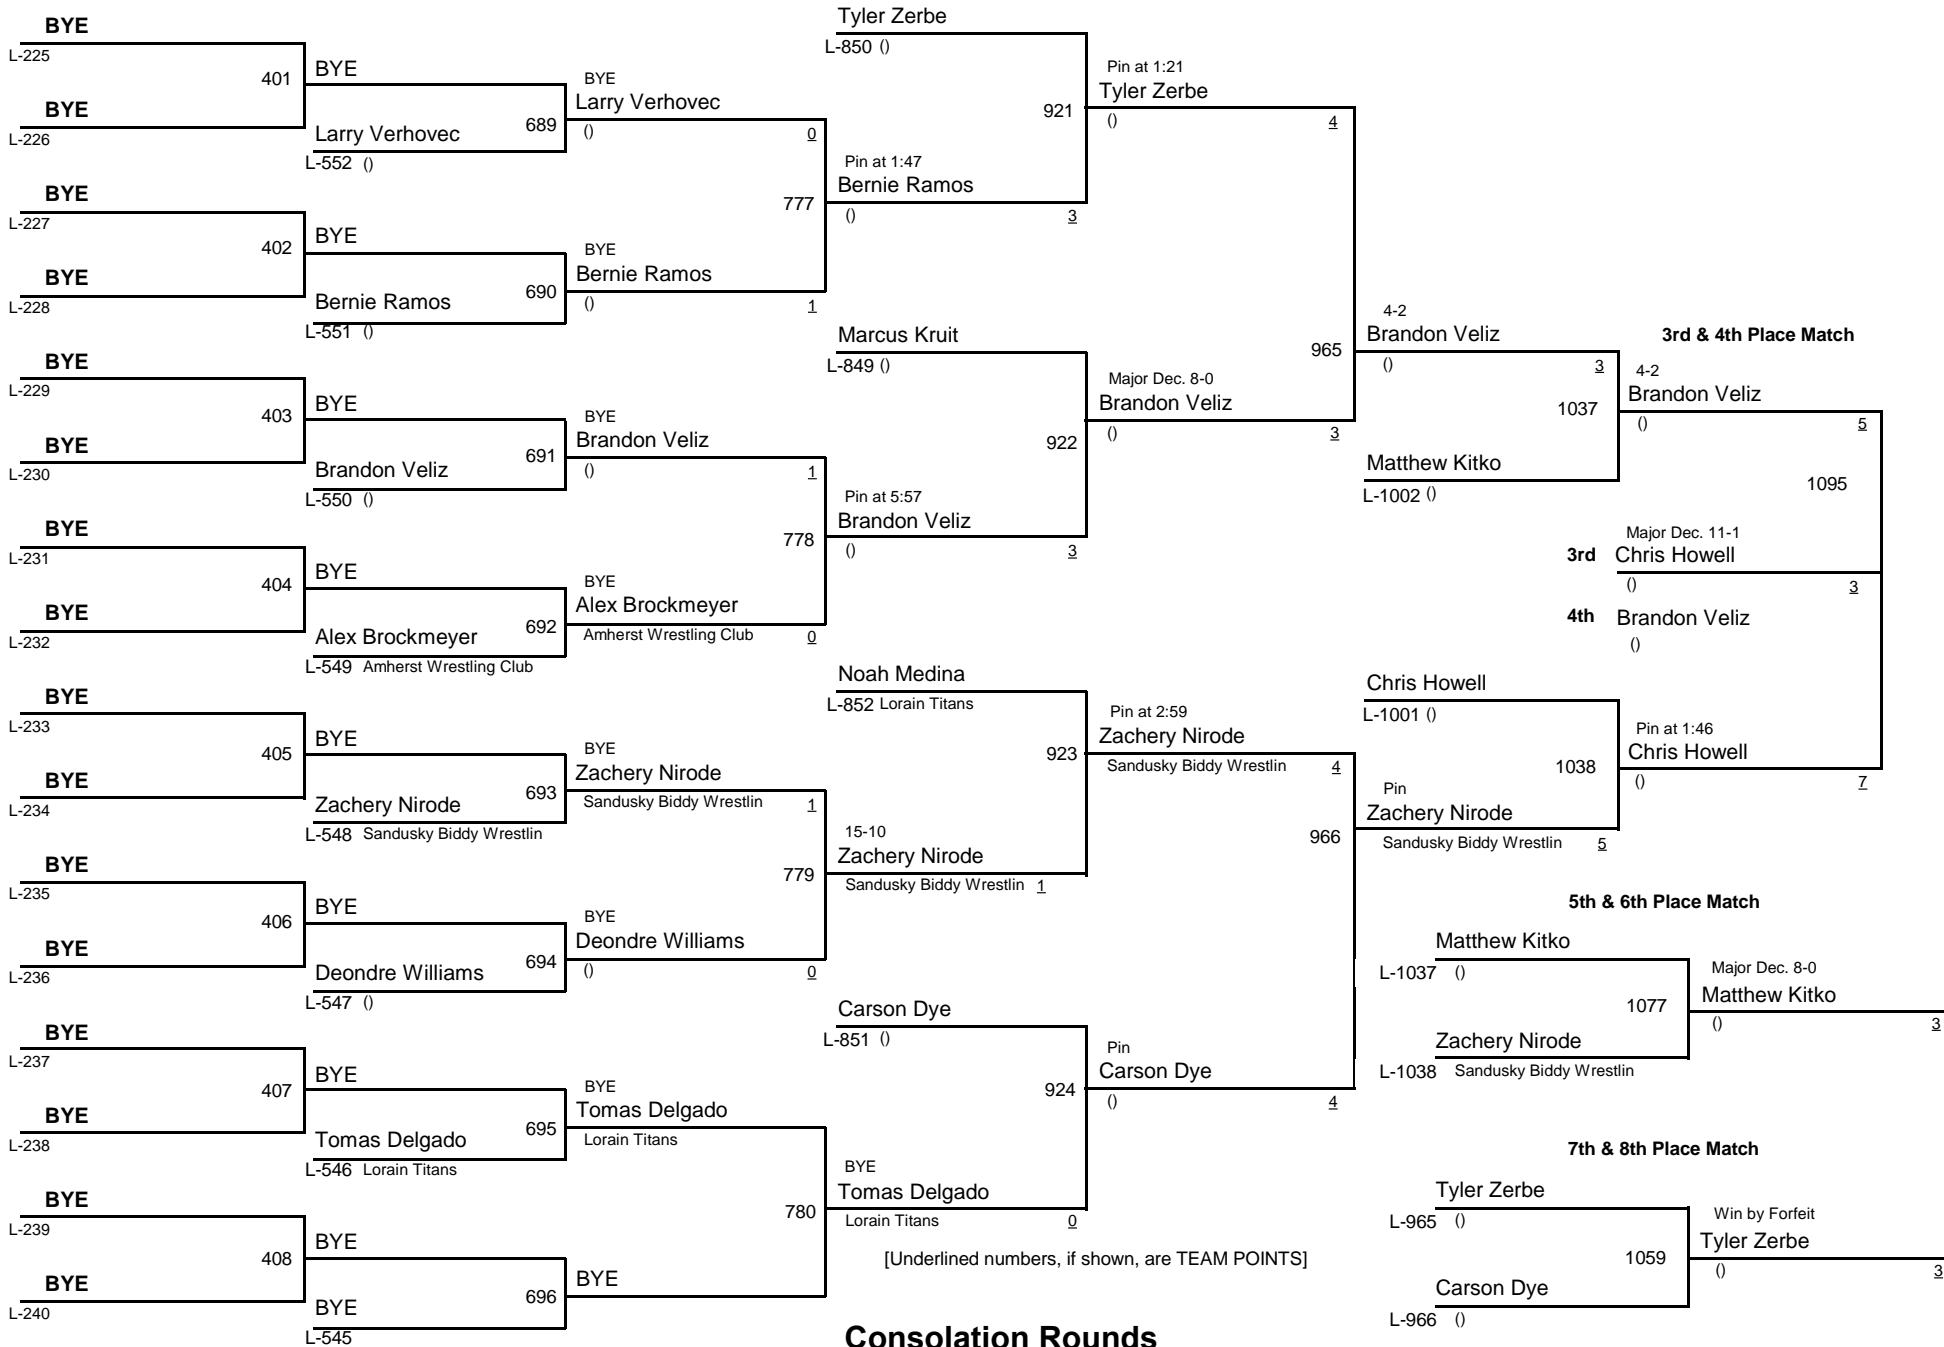 BYE
L-225
401
BYE
L-226
BYE
Larry Verhovec
L-552 ()
689
BYE
Larry Verhovec
() 0
BYE
L-227
402
BYE
L-228
BYE
Bernie Ramos
L-551 ()
690
BYE
Bernie Ramos
() 1
777
Tyler Zerbe
L-850 ()
Pin at 1:47
Bernie Ramos
() 3
921
Pin at 1:21
Tyler Zerbe
() 4
BYE
L-229
403
BYE
L-230
BYE
Brandon Veliz
L-550 ()
691
BYE
Brandon Veliz
() 1
BYE
L-231
404
BYE
L-232
BYE
Alex Brockmeyer
L-549 Amherst Wrestling Club
692
BYE
Alex Brockmeyer
Amherst Wrestling Club 0
778
Marcus Kruit
L-849 ()
Pin at 5:57
Brandon Veliz
() 3
922
Major Dec. 8-0
Brandon Veliz
() 3
965
4-2
Brandon Veliz
() 3
Matthew Kitko
L-1002 ()
1037
3rd & 4th Place Match
4-2
Brandon Veliz
() 5
1095
Major Dec. 11-1
3rd Chris Howell
() 3
4th Brandon Veliz
()
BYE
L-233
405
BYE
L-234
BYE
Zachery Nirode
L-548 Sandusky Biddy Wrestlin
693
BYE
Zachery Nirode
Sandusky Biddy Wrestlin 1
BYE
L-235
406
BYE
L-236
BYE
Deondre Williams
L-547 ()
694
BYE
Deondre Williams
() 0
779
Noah Medina
L-852 Lorain Titans
15-10
Zachery Nirode
Sandusky Biddy Wrestlin 1
923
Pin at 2:59
Zachery Nirode
Sandusky Biddy Wrestlin 4
Chris Howell
L-1001 ()
Pin
Zachery Nirode
Sandusky Biddy Wrestlin 5
1038
Pin at 1:46
Chris Howell
() 7
966
BYE
L-237
407
BYE
L-238
BYE
Tomas Delgado
L-546 Lorain Titans
695
BYE
Tomas Delgado
Lorain Titans
BYE
L-239
408
BYE
L-240
BYE
BYE
L-545
696
BYE
780
Carson Dye
L-851 ()
BYE
Tomas Delgado
Lorain Titans 0
924
Pin
Carson Dye
() 4
5th & 6th Place Match
Matthew Kitko
L-1037 ()
1077
Zachery Nirode
L-1038 Sandusky Biddy Wrestlin
Major Dec. 8-0
Matthew Kitko
() 3
7th & 8th Place Match
Tyler Zerbe
L-965 ()
1059
Carson Dye
L-966 ()
Win by Forfeit
Tyler Zerbe
() 3
[Underlined numbers, if shown, are TEAM POINTS]
Consolation Rounds